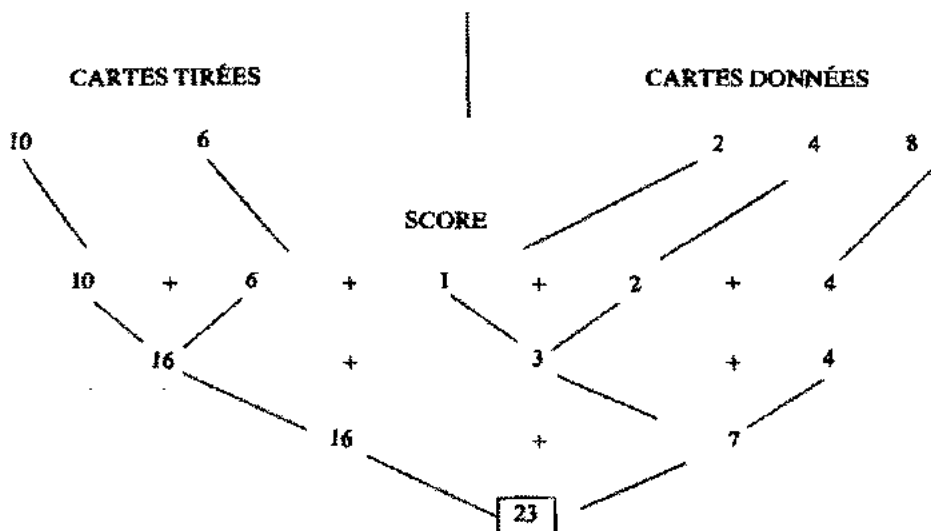 CARTES TIRÉES CARTES DONNÉES
10 6 2 4 8
SCORE
10 + 6 + 1 + 2 + 4
16 + 3 + 4
16 + 7
23